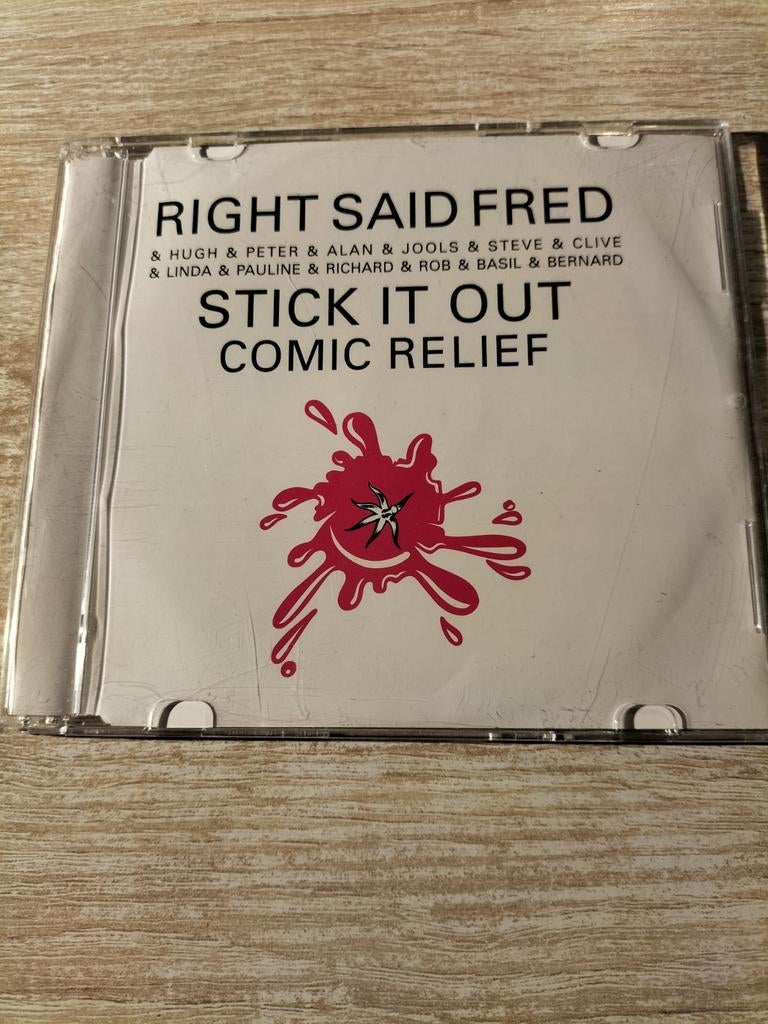 RIGHT SAID FRED
& HUGH & PETER & ALAN & JOOLS & STEVE & CLIVE
& LINDA & PAULINE & RICHARD & ROB & BASIL & BERNARD
STICK IT OUT
COMIC RELIEF